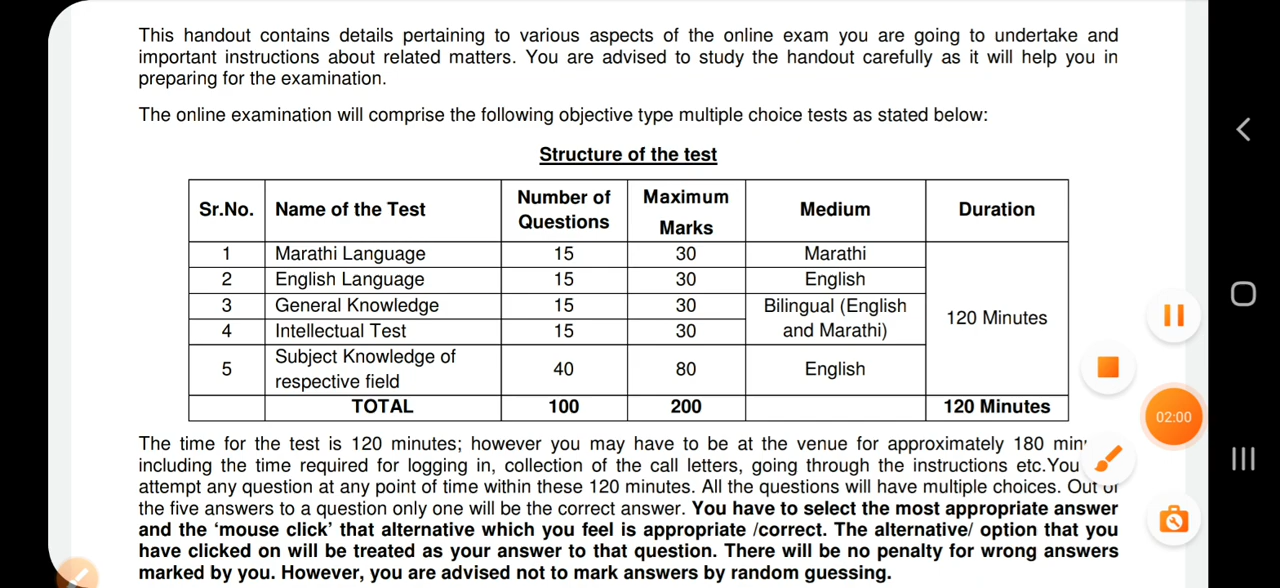 This handout contains details pertaining to various aspects of the online exam you are going to undertake and
important instructions about related matters. You are advised to study the handout carefully as it will help you in
preparing for the examination.
The online examination will comprise the following objective type multiple choice tests as stated below:
Structure of the test
Sr.No. Name of the Test Number of Questions Maximum Marks Medium Duration
1 Marathi Language 15 30 Marathi
2 English Language 15 30 English
3 General Knowledge 15 30 Bilingual (English
4 Intellectual Test 15 30 and Marathi) 120 Minutes
5 Subject Knowledge of respective field 40 80 English
TOTAL 100 200 120 Minutes
The time for the test is 120 minutes; however you may have to be at the venue for approximately 180
including the time required for logging in, collection of the call letters, going through the instructions etc.You
attempt any question at any point of time within these 120 minutes. All the questions will have multiple choices. Out of
the five answers to a question only one will be the correct answer. You have to select the most appropriate answer
and the ‘mouse click’ that alternative which you feel is appropriate /correct. The alternative/ option that you
have clicked on will be treated as your answer to that question. There will be no penalty for wrong answers
marked by you. However, you are advised not to mark answers by random guessing.
02:00